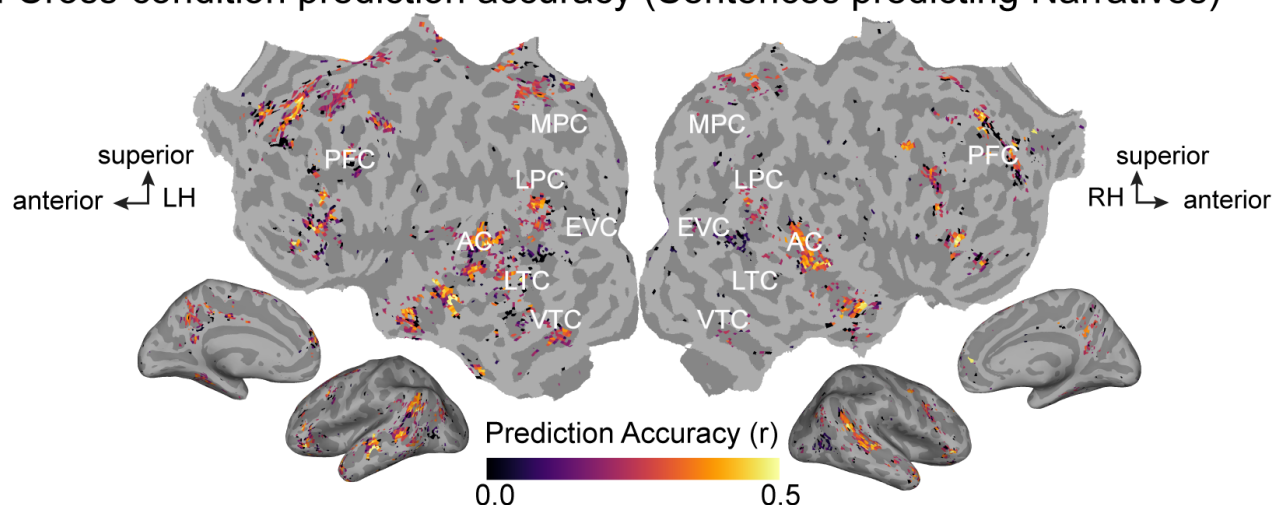 Cross-condition prediction accuracy (Sentences predicting Narratives)
MPC MPC
PFC PFC
superior superior
LPC LPC
anterior LH RH anterior
EVC EVC
AC AC
LTC LTC
VTC VTC
Prediction Accuracy (r)
0.0 0.5